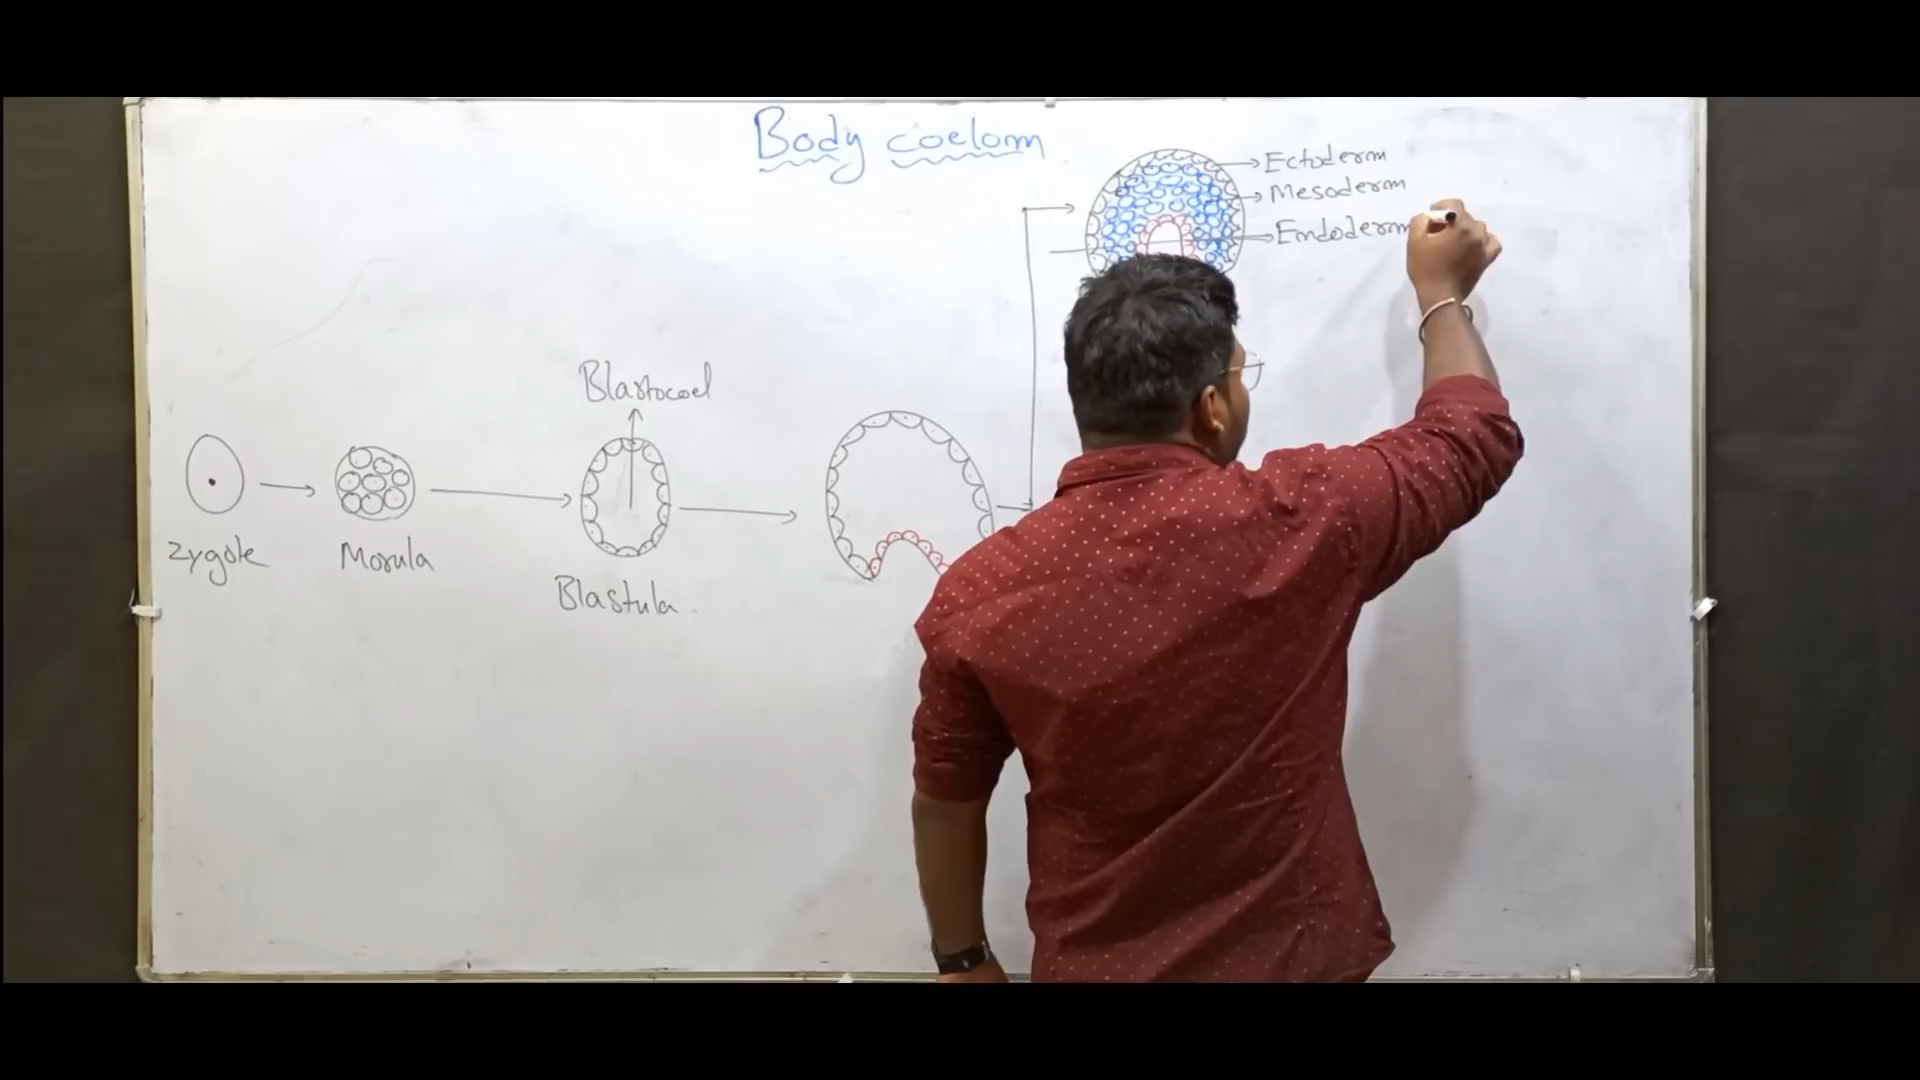 Body coelom
Ectoderm
Mesoderm
Endoderm
Blastocoel
Zygote
Morula
Blastula.